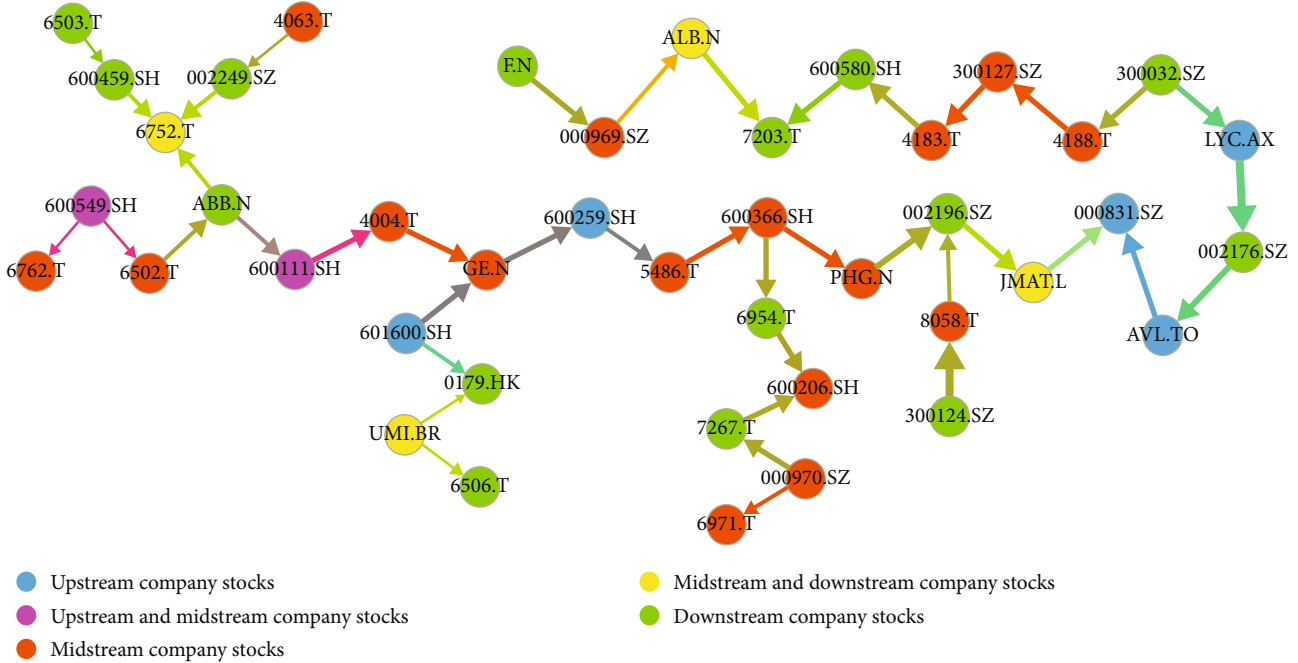 6503.T
4063.T
ALB.N
F.N
600459.SH
002249.SZ
600580.SH
300127.SZ
300032.SZ
6752.T
000969.SZ
7203.T
4183.T
4188.T
LYC.AX
600549.SH
ABB.N
4004.T
600259.SH
600366.SH
002196.SZ
000831.SZ
6762.T
6502.T
600111.SH
GE.N
5486.T
PHG.N
JMAT.L
002176.SZ
601600.SH
6954.T
8058.T
AVL.TO
0179.HK
600206.SH
UMI.BR
7267.T
300124.SZ
6506.T
000970.SZ
6971.T
Upstream company stocks
Upstream and midstream company stocks
Midstream company stocks
Midstream and downstream company stocks
Downstream company stocks